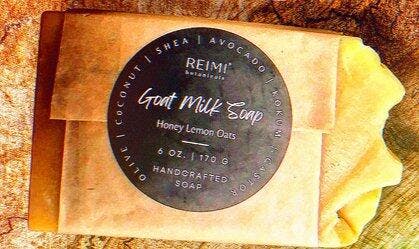 OLIVE | COCONUT | SHEA | AVOCADO | KOKUM | CASTOR
REIMI
botanicals
Goat Milk Soap
Honey Lemon Oats
6 OZ. | 170 G
HANDCRAFTED
SOAP